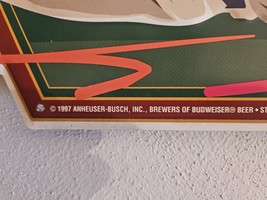 © 1997 ANHEUSER-BUSCH, INC., BREWERS OF BUDWEISER® BEER • ST